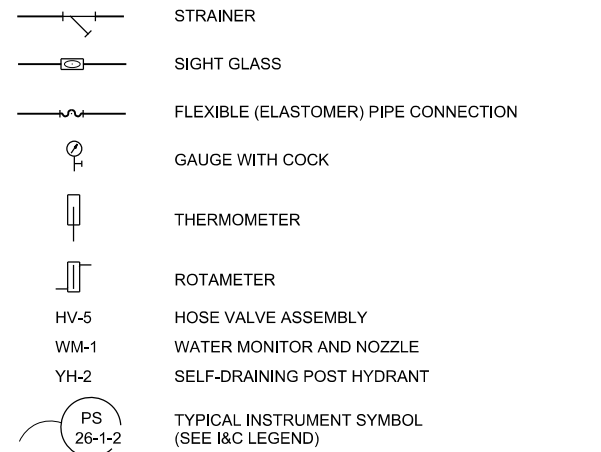 STRAINER
SIGHT GLASS
FLEXIBLE (ELASTOMER) PIPE CONNECTION
GAUGE WITH COCK
THERMOMETER
ROTAMETER
HV-5 HOSE VALVE ASSEMBLY
WM-1 WATER MONITOR AND NOZZLE
YH-2 SELF-DRAINING POST HYDRANT
PS
26-1-2
TYPICAL INSTRUMENT SYMBOL
(SEE I&C LEGEND)